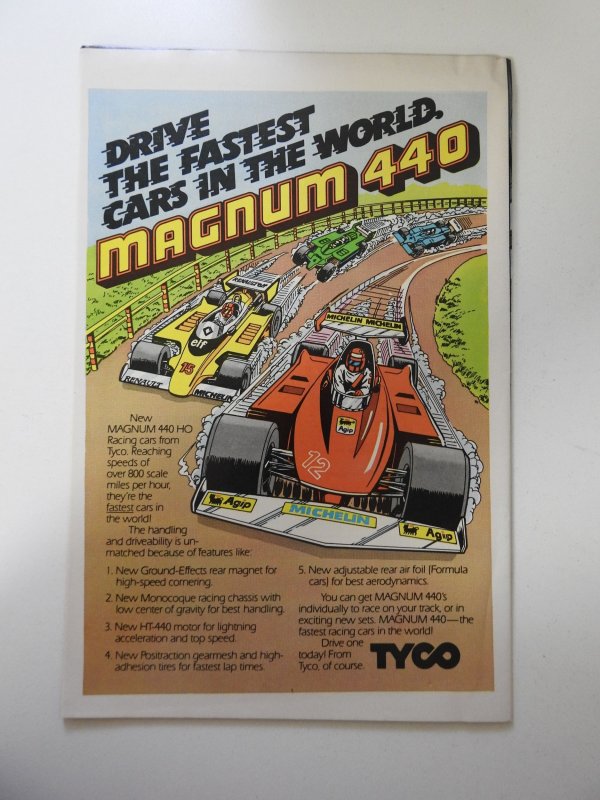 DRIVE
THE FASTEST
CARS IN THE WORLD.
MAGNUM 440
RENAULT elf
elf
15
RENAULT
MICHELIN
MICHELIN MICHELIN
Agip
12
Agip
MICHELIN
Agip
New
MAGNUM 440 HO
Racing cars from
Tyco. Reaching
speeds of
over 800 scale
miles per hour,
they're the
fastest cars in
the world!
The handling
and driveability is un-
matched because of features like:
1. New Ground-Effects rear magnet for
high-speed cornering.
2. New Monocoque racing chassis with
low center of gravity for best handling.
3. New HT-440 motor for lightning
acceleration and top speed.
4. New Positraction gearmesh and high-
adhesion tires for fastest lap times.
5. New adjustable rear air foil (Formula
cars) for best aerodynamics.
You can get MAGNUM 440's
individually to race on your track, or in
exciting new sets. MAGNUM 440—the
fastest racing cars in the world!
Drive one
today! From
Tyco, of course.
TYCO